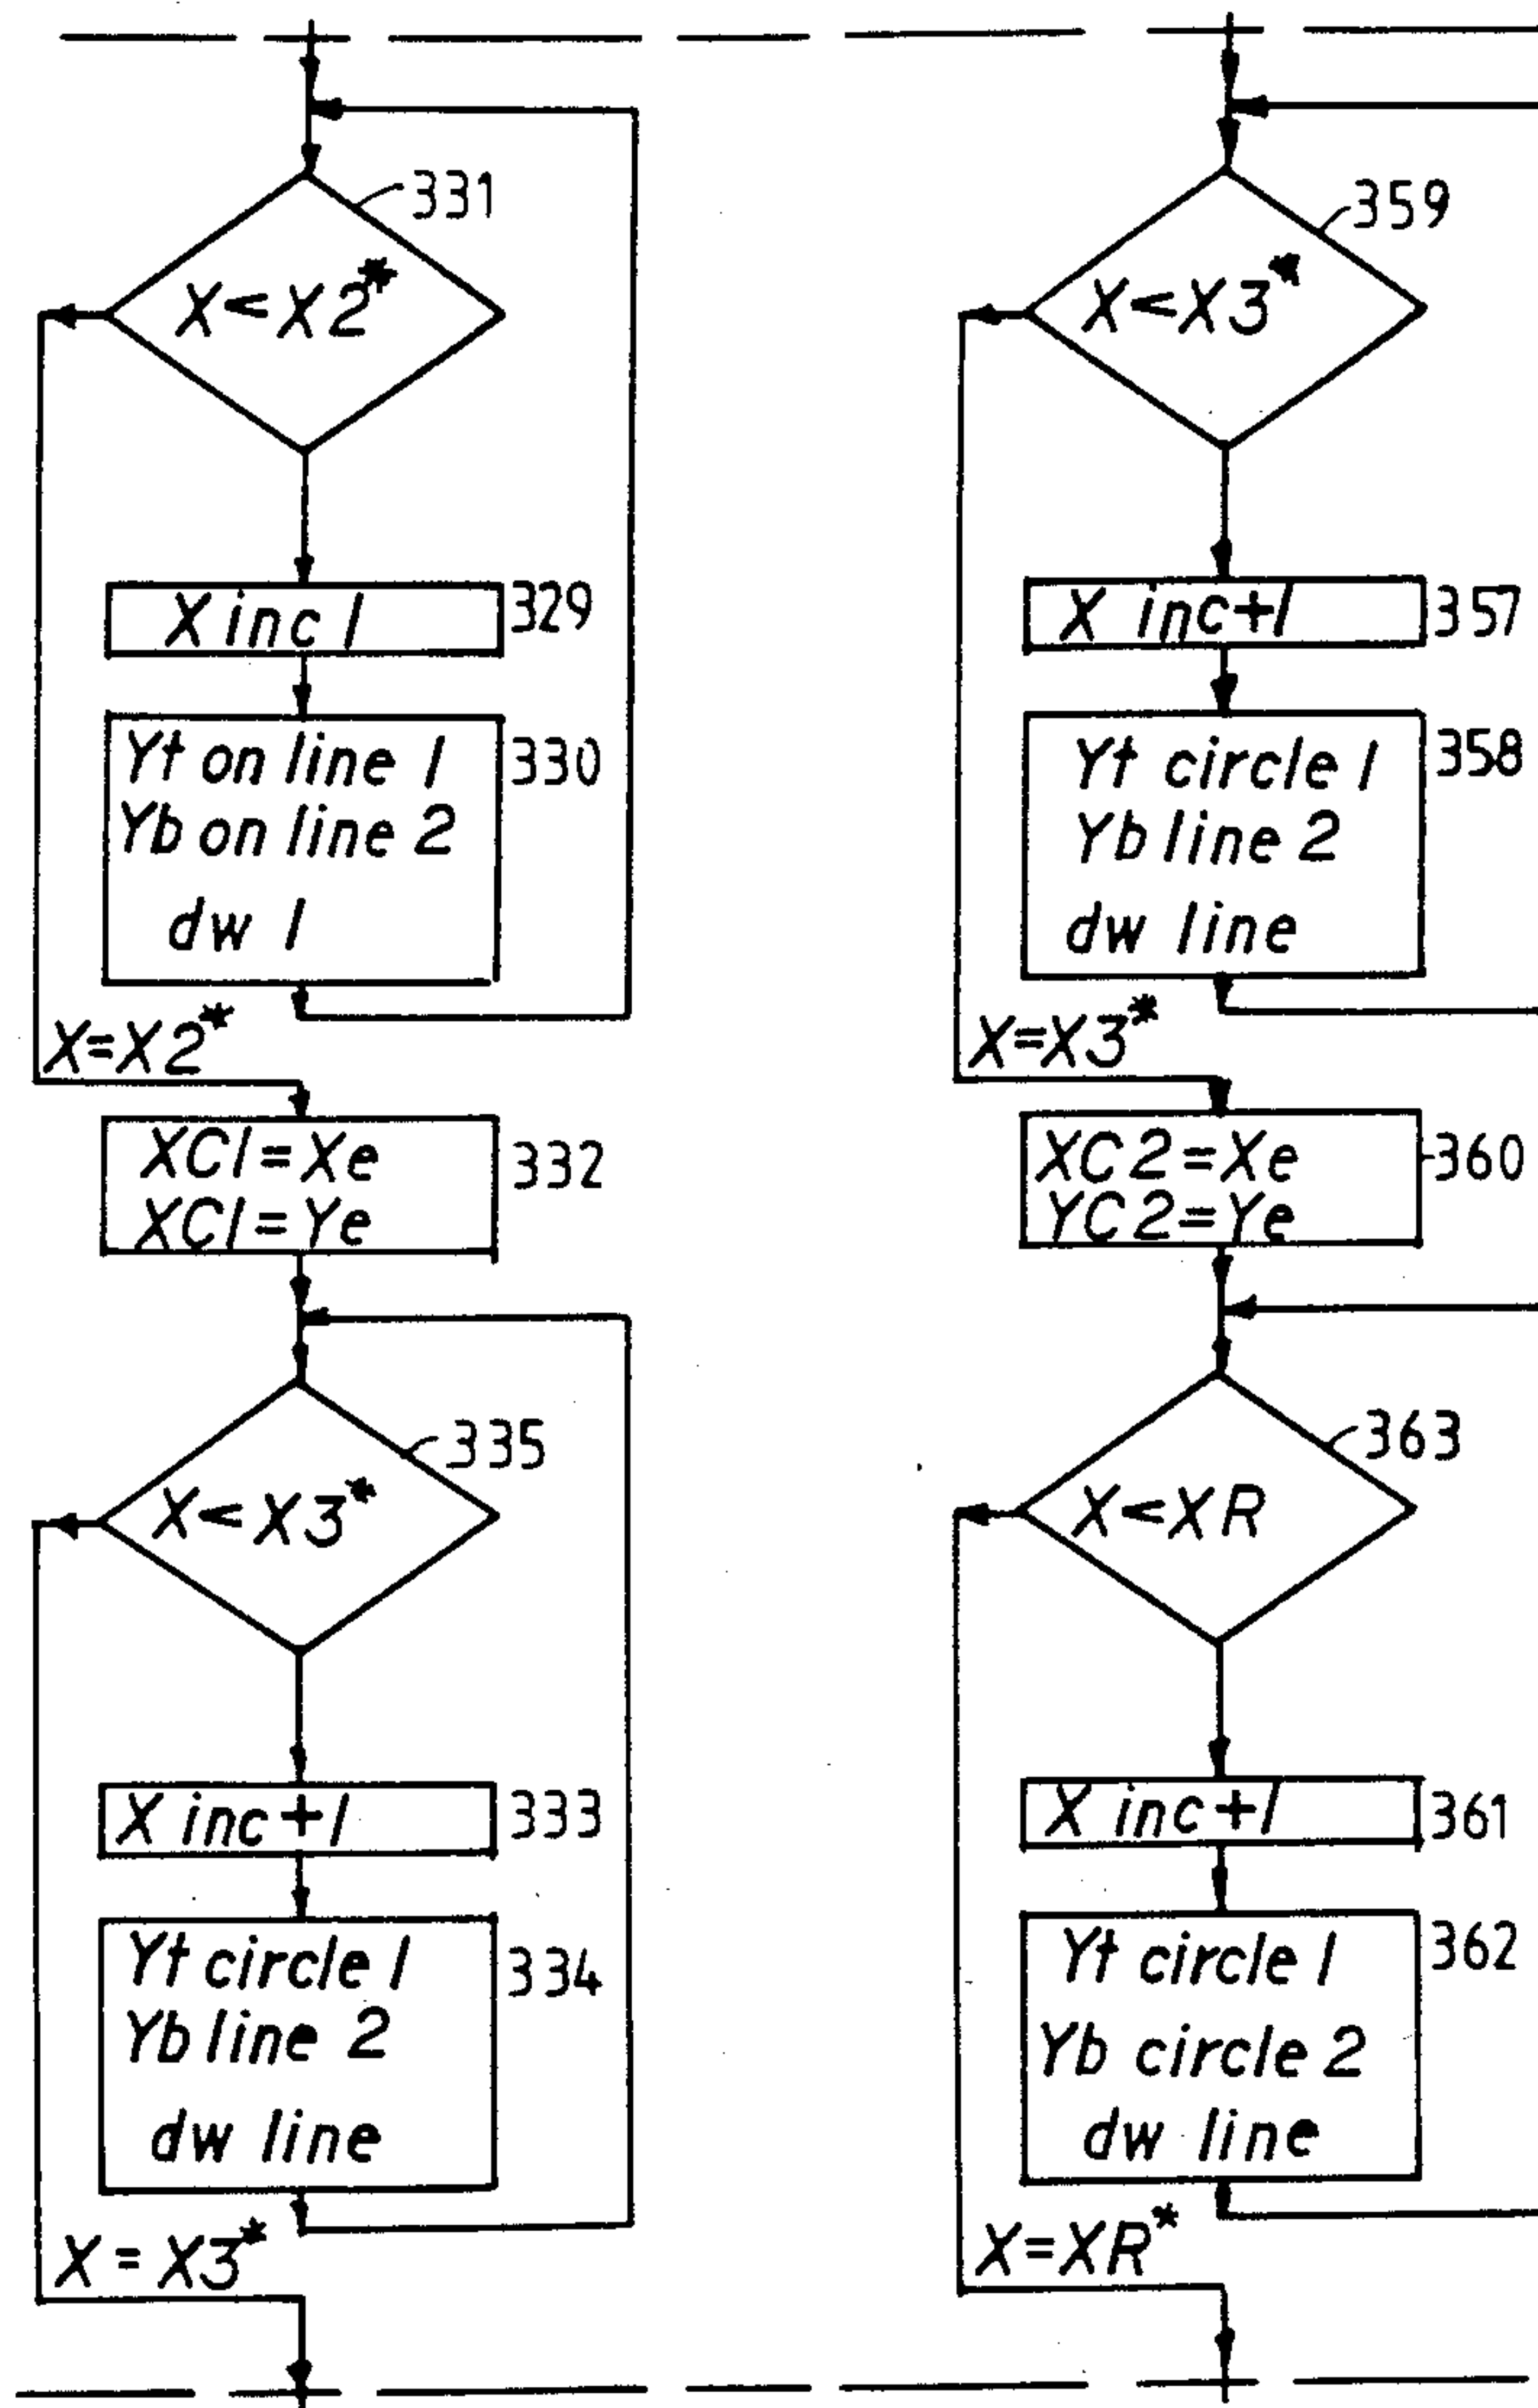 331
X<X2*
X inc 1
329
Yt on line 1
330
Yb on line 2
dw 1
X=X2*
XC1=Xe
332
XC1=Ye
335
X<X3*
X inc+1
333
Yt circle 1
334
Yb line 2
dw line
X=X3*
359
X<X3*
X inc+1
357
Yt circle 1
358
Yb line 2
dw line
X=X3*
XC2=Xe
360
YC2=Ye
363
X<XR
X inc+1
361
Yt circle 1
362
Yb circle 2
dw line
X=XR*